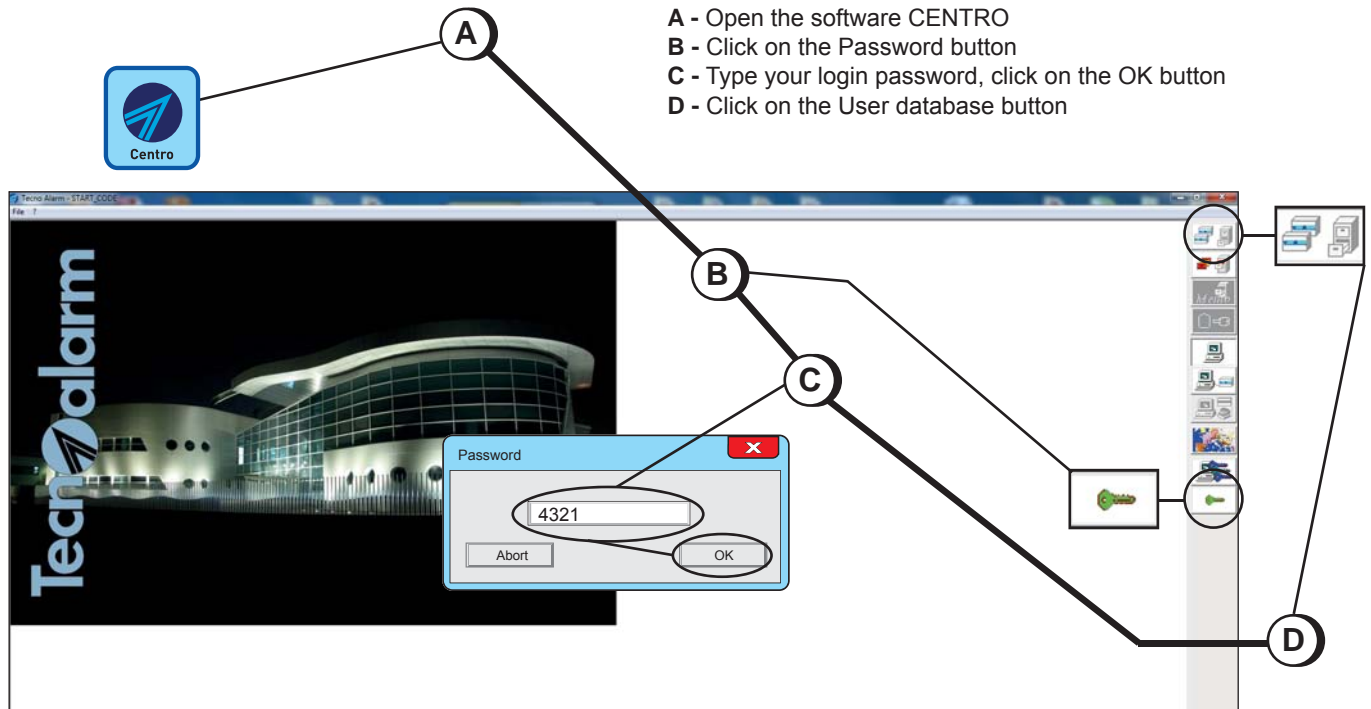 A
A - Open the software CENTRO
B - Click on the Password button
C - Type your login password, click on the OK button
D - Click on the User database button
Centro
Tecno Alarm - START_CODE
File ?
Tecnoalarm
B
C
Password
X
4321
Abort
OK
Memo
D